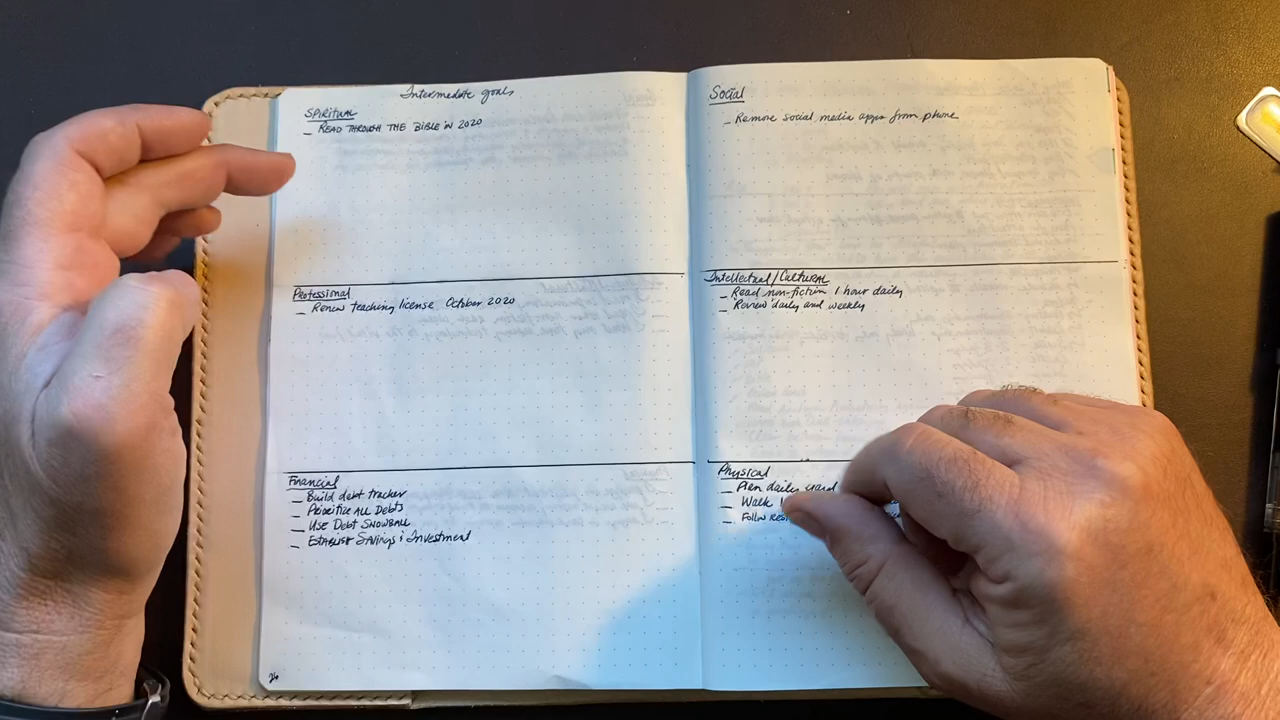 Intermediate goals
SPIRITUAL
– READ THROUGH THE BIBLE IN 2020
Professional
– Renew teaching license October 2020
Financial
– Build debt tracker
– Prioritize ALL Debts
– USE Debt SNOWBALL
– ESTABLISH SAVINGS & Investment
24
Social
– Remove social media apps from phone
Intellectual/CULTURAL
– Read non-fiction 1 hour daily
– Review daily and weekly
Physical
– Plan daily
– Walk
– Follow